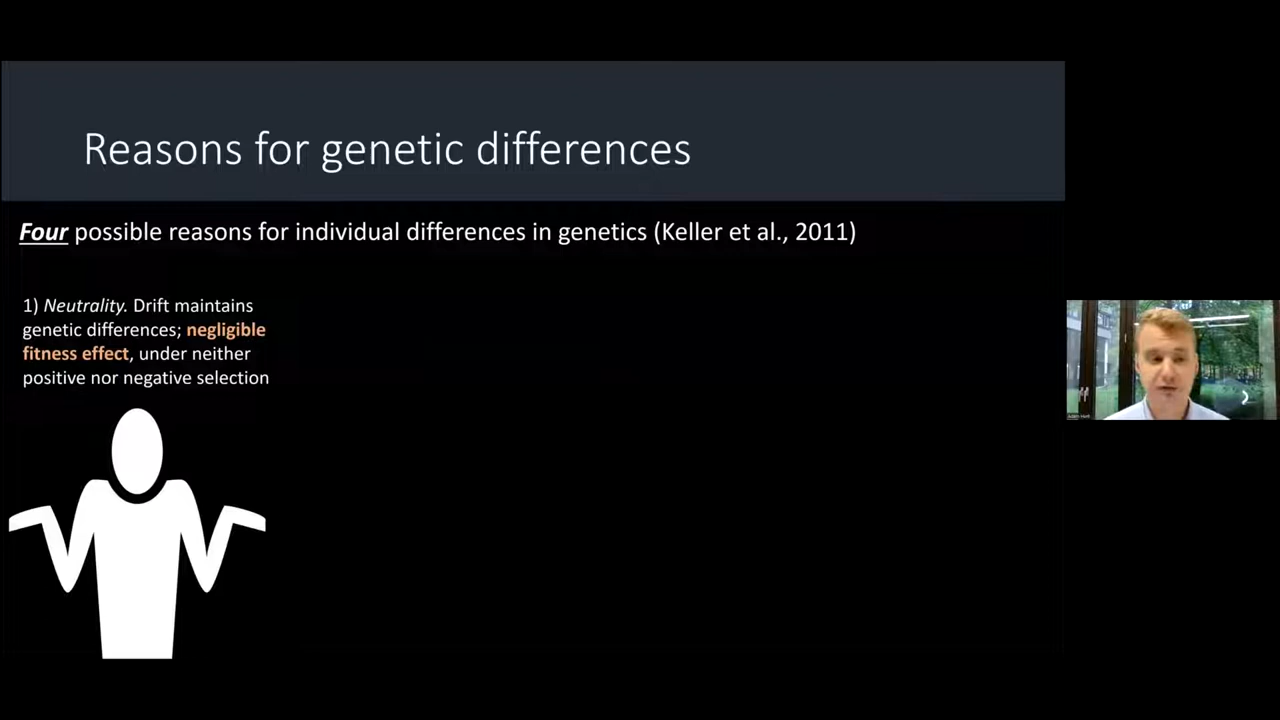 Reasons for genetic differences
Four possible reasons for individual differences in genetics (Keller et al., 2011)
1) Neutrality. Drift maintains
genetic differences; negligible
fitness effect, under neither
positive nor negative selection